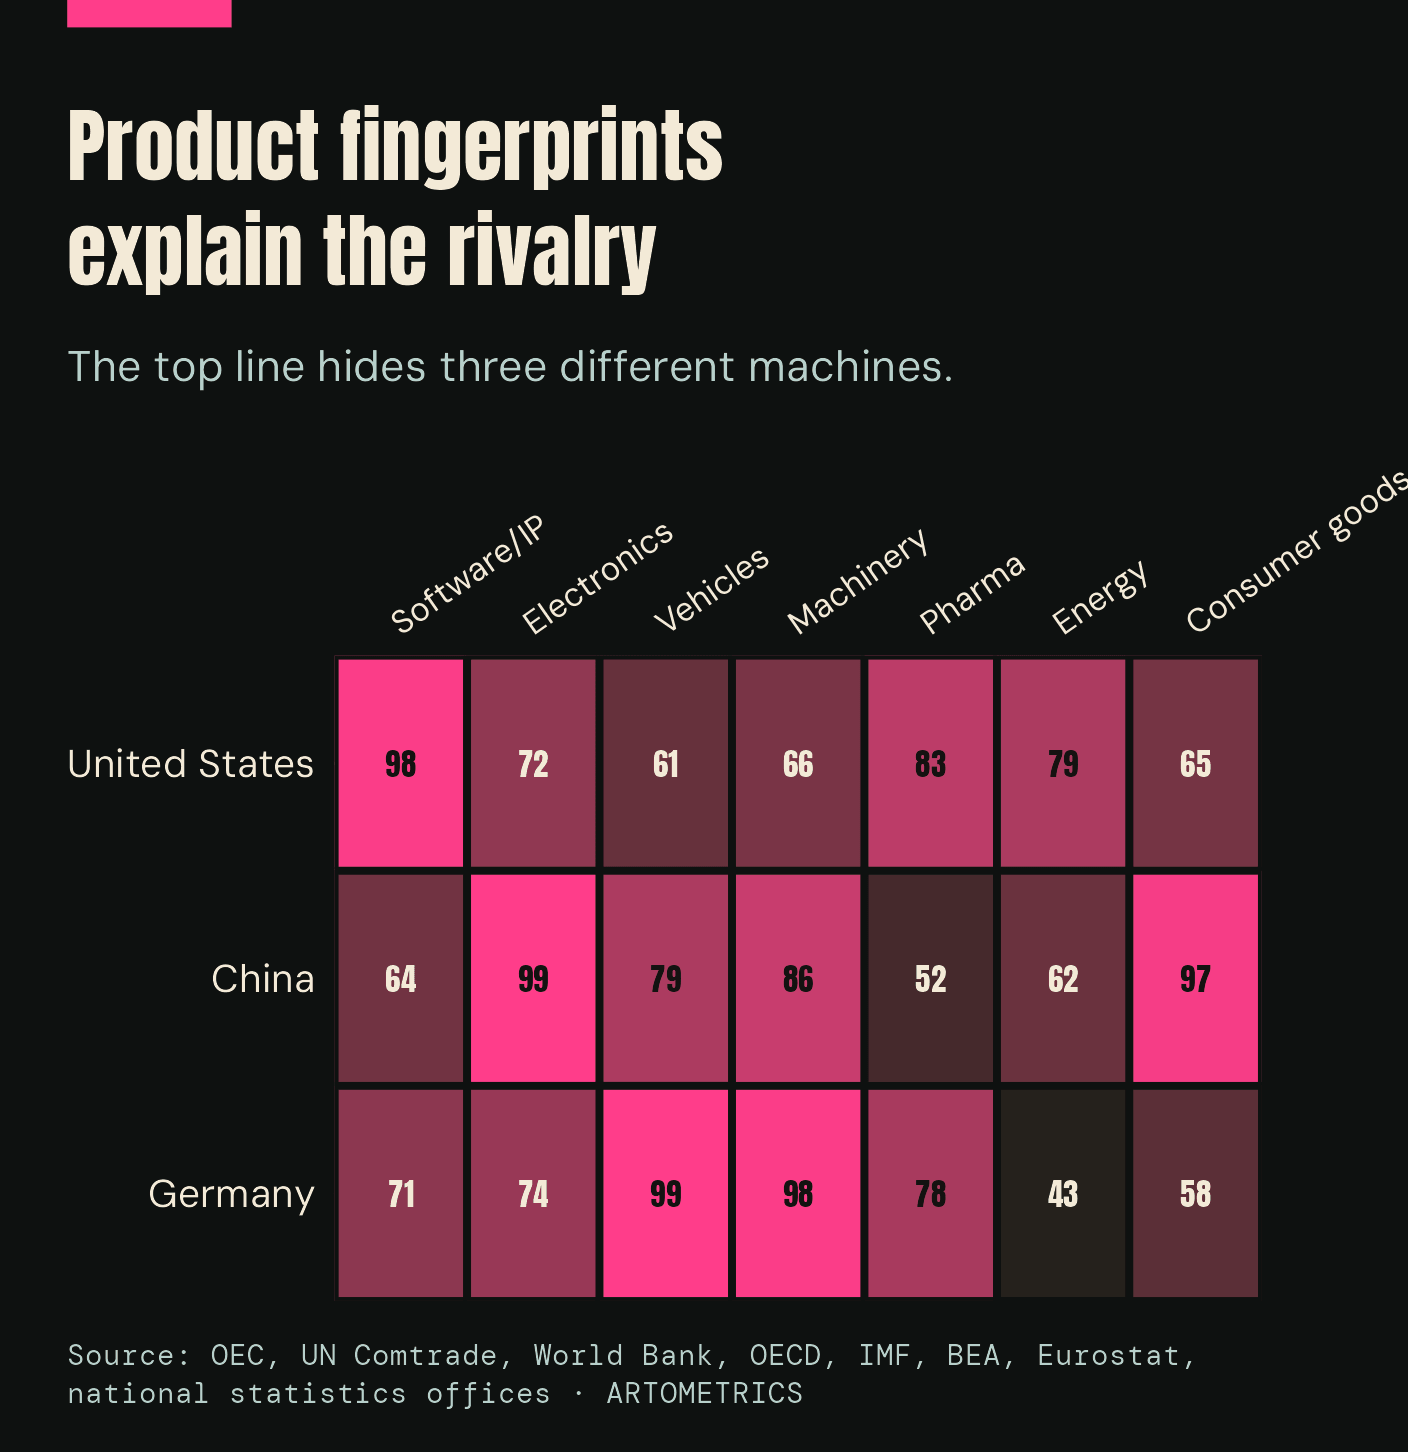 Product fingerprints
explain the rivalry
The top line hides three different machines.
Software/IP
Electronics
Vehicles
Machinery
Pharma
Energy
Consumer goods
United States 98 72 61 66 83 79 65
China 64 99 79 86 52 62 97
Germany 71 74 99 98 78 43 58
Source: OEC, UN Comtrade, World Bank, OECD, IMF, BEA, Eurostat,
national statistics offices · ARTOMETRICS